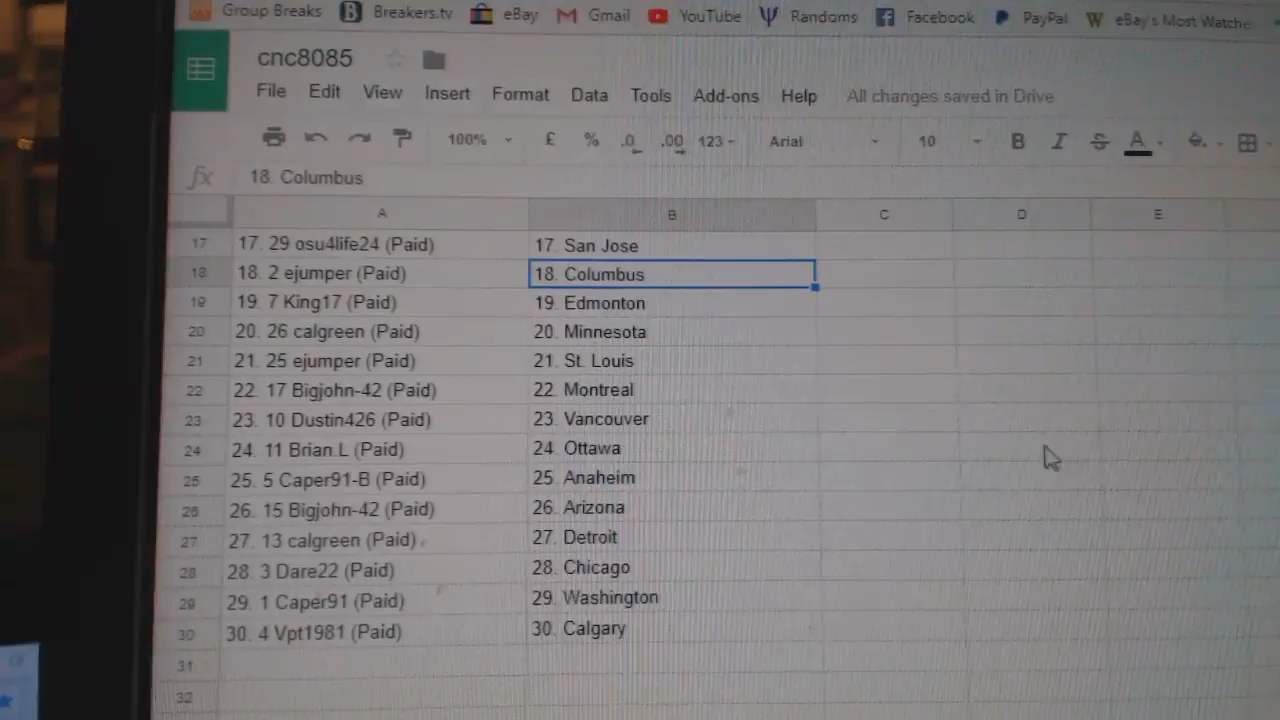 Group Breaks Breakers.tv eBay Gmail YouTube Randoms Facebook PayPal eBay's Most Watche
cnc8085
File Edit View Insert Format Data Tools Add-ons Help All changes saved in Drive
100% £ % .0 .00 123 Arial 10 B I S A
fx 18. Columbus
A B C D E
17 17. 29 osu4life24 (Paid) 17. San Jose
18 18. 2 ejumper (Paid) 18. Columbus
19 19. 7 King17 (Paid) 19. Edmonton
20 20. 26 calgreen (Paid) 20. Minnesota
21 21. 25 ejumper (Paid) 21. St. Louis
22 22. 17 Bigjohn-42 (Paid) 22. Montreal
23 23. 10 Dustin426 (Paid) 23. Vancouver
24 24. 11 Brian.L (Paid) 24. Ottawa
25 25. 5 Caper91-B (Paid) 25. Anaheim
26 26. 15 Bigjohn-42 (Paid) 26. Arizona
27 27. 13 calgreen (Paid) 27. Detroit
28 28. 3 Dare22 (Paid) 28. Chicago
29 29. 1 Caper91 (Paid) 29. Washington
30 30. 4 Vpt1981 (Paid) 30. Calgary
31
32